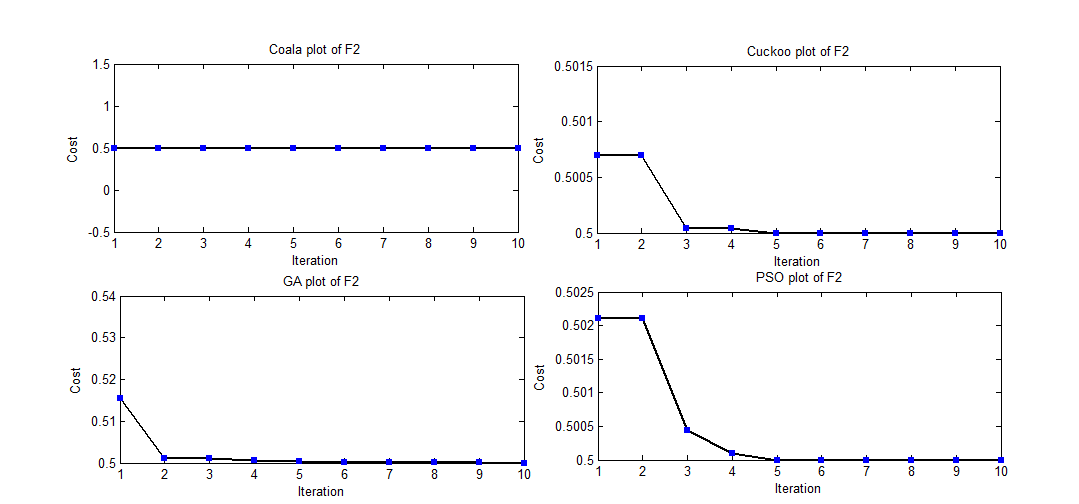 Coala plot of F2
1.5
1
0.5
0
-0.5
Cost
1 2 3 4 5 6 7 8 9 10
Iteration
Cuckoo plot of F2
0.5015
0.501
0.5005
0.5
Cost
1 2 3 4 5 6 7 8 9 10
Iteration
GA plot of F2
0.54
0.53
0.52
0.51
0.5
Cost
1 2 3 4 5 6 7 8 9 10
Iteration
PSO plot of F2
0.5025
0.502
0.5015
0.501
0.5005
0.5
Cost
1 2 3 4 5 6 7 8 9 10
Iteration